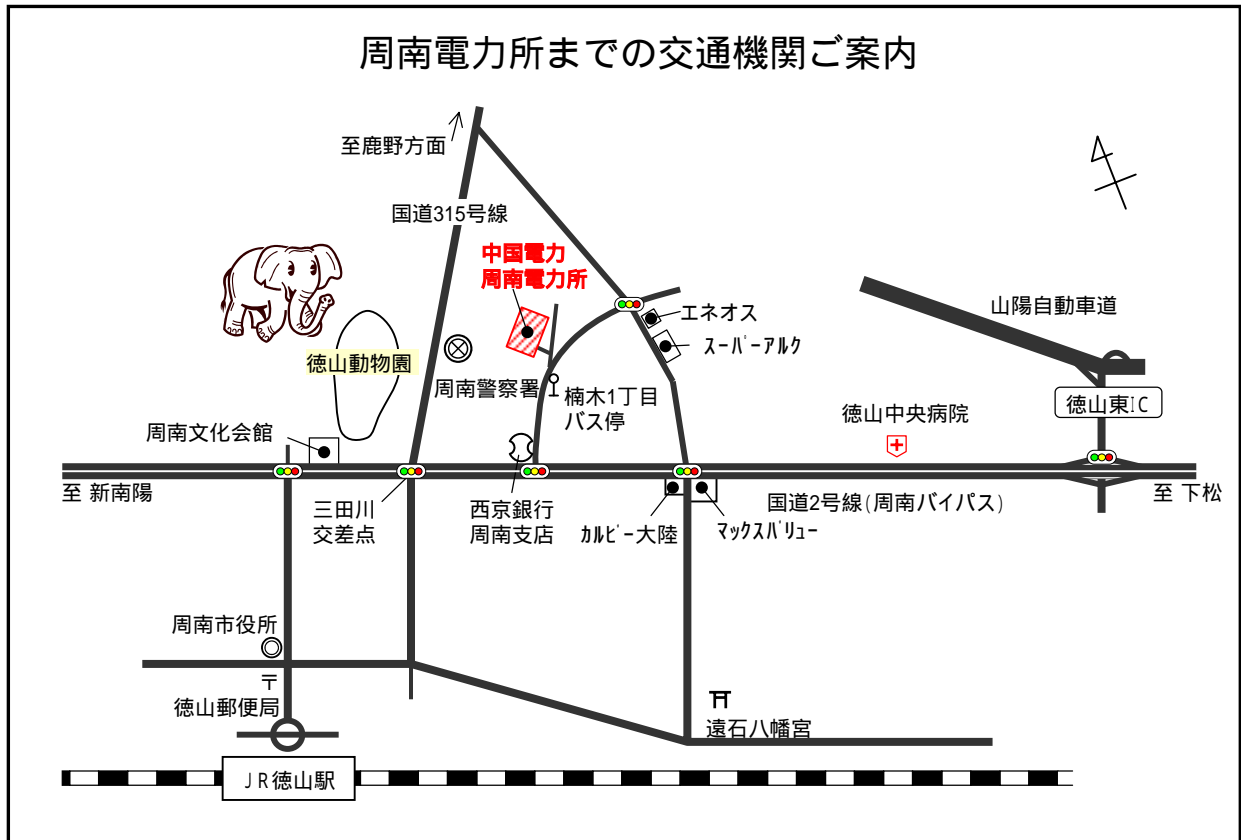 周南電力所までの交通機関ご案内
至鹿野方面
国道315号線
中国電力
周南電力所
エネオス
スーパーアルク
山陽自動車道
徳山動物園
周南警察署
楠木1丁目
バス停
徳山東IC
徳山中央病院
周南文化会館
至 新南陽
三田川
交差点
西京銀行
周南支店
カルビー大陸
マックスバリュー
国道2号線(周南バイパス)
至 下松
周南市役所
〒
徳山郵便局
遠石八幡宮
JR徳山駅